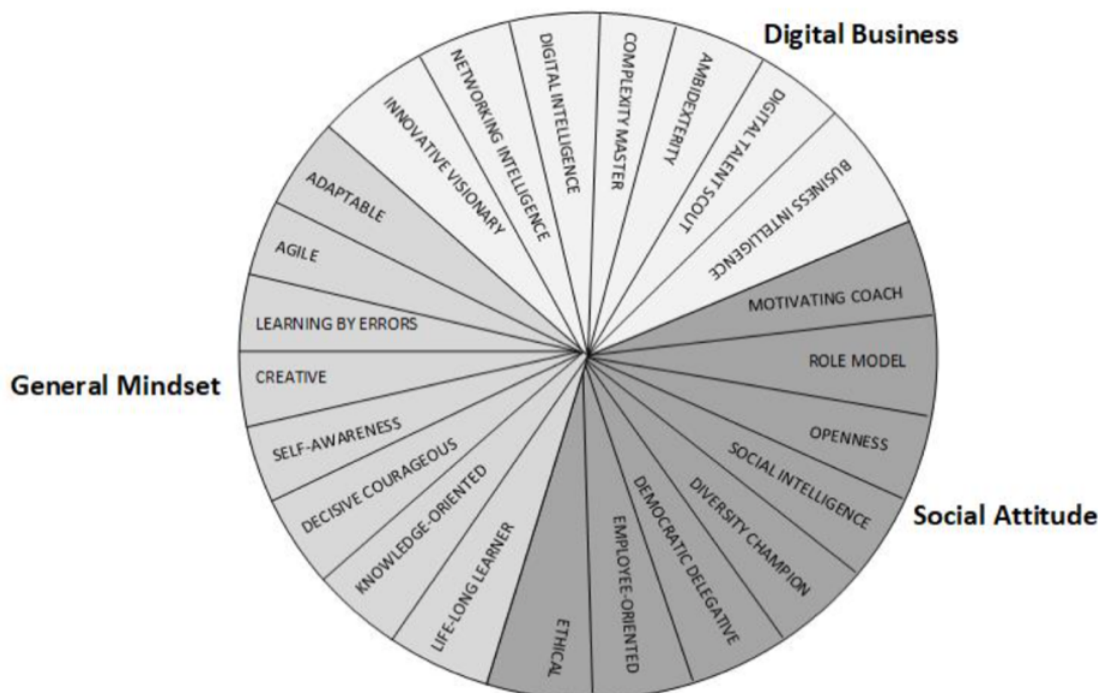 Digital Business
INNOVATIVE VISIONARY
NETWORKING INTELLIGENCE
DIGITAL INTELLIGENCE
COMPLEXITY MASTER
AMBIDEXTERITY
DIGITAL TALENT SCOUT
BUSINESS INTELLIGENCE
Social Attitude
MOTIVATING COACH
ROLE MODEL
OPENNESS
SOCIAL INTELLIGENCE
DIVERSITY CHAMPION
DEMOCRATIC DELEGATIVE
EMPLOYEE-ORIENTED
ETHICAL
General Mindset
ADAPTABLE
AGILE
LEARNING BY ERRORS
CREATIVE
SELF-AWARENESS
DECISIVE COURAGEOUS
KNOWLEDGE-ORIENTED
LIFE-LONG LEARNER